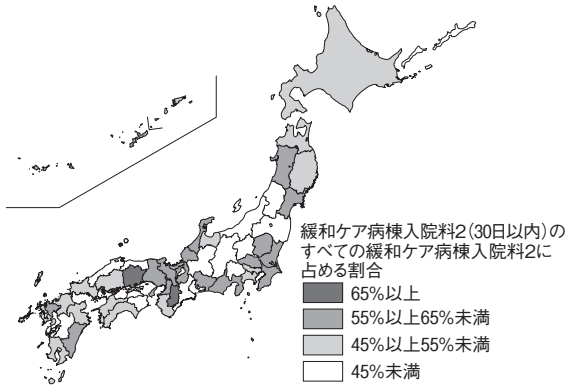 緩和ケア病棟入院料2(30日以内)の
すべての緩和ケア病棟入院料2に
占める割合
65%以上
55%以上65%未満
45%以上55%未満
45%未満